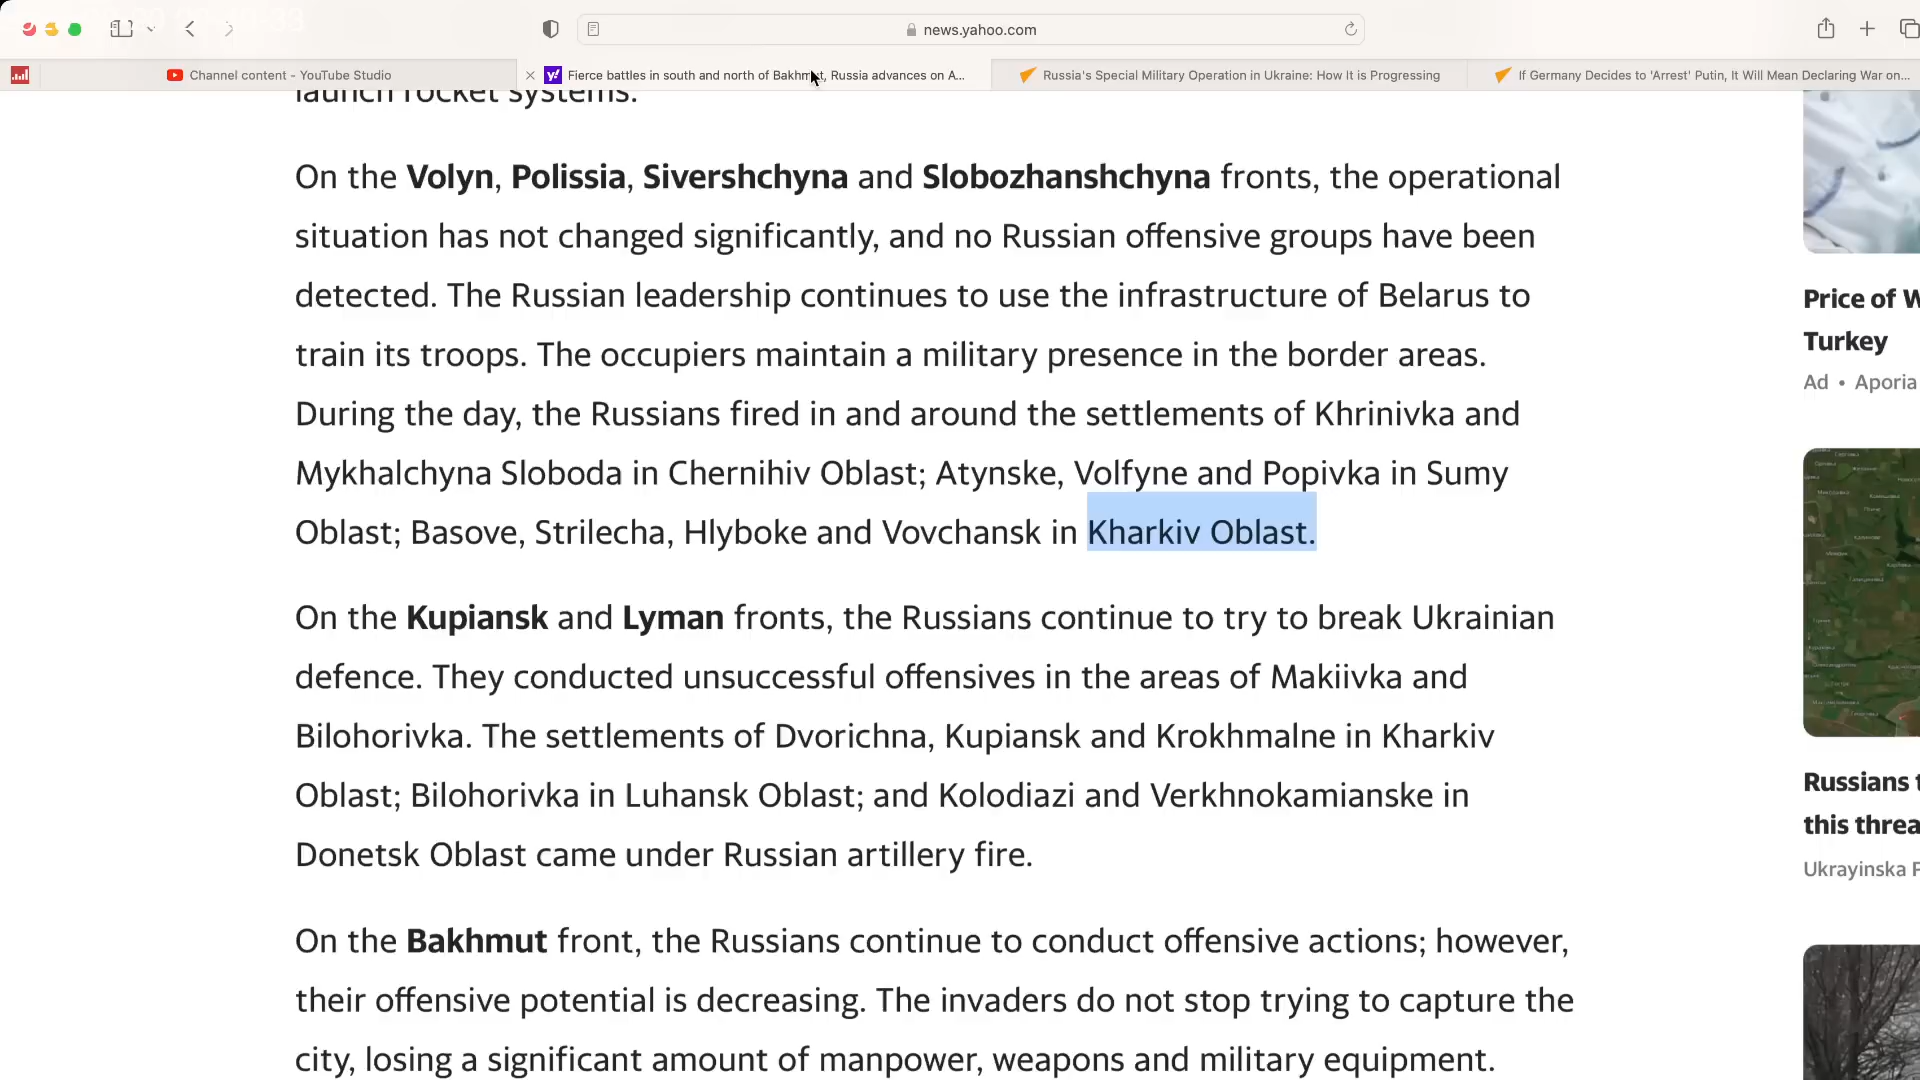 news.yahoo.com
Channel content - YouTube Studio
Fierce battles in south and north of Bakhmut, Russia advances on A...
Russia's Special Military Operation in Ukraine: How It is Progressing
If Germany Decides to 'Arrest' Putin, It Will Mean Declaring War on...
launch rocket systems.
On the Volyn, Polissia, Sivershchyna and Slobozhanshchyna fronts, the operational
situation has not changed significantly, and no Russian offensive groups have been
detected. The Russian leadership continues to use the infrastructure of Belarus to
train its troops. The occupiers maintain a military presence in the border areas.
During the day, the Russians fired in and around the settlements of Khrinivka and
Mykhalchyna Sloboda in Chernihiv Oblast; Atynske, Volfyne and Popivka in Sumy
Oblast; Basove, Strilecha, Hlyboke and Vovchansk in Kharkiv Oblast.
On the Kupiansk and Lyman fronts, the Russians continue to try to break Ukrainian
defence. They conducted unsuccessful offensives in the areas of Makiivka and
Bilohorivka. The settlements of Dvorichna, Kupiansk and Krokhmalne in Kharkiv
Oblast; Bilohorivka in Luhansk Oblast; and Kolodiazi and Verkhnokamianske in
Donetsk Oblast came under Russian artillery fire.
On the Bakhmut front, the Russians continue to conduct offensive actions; however,
their offensive potential is decreasing. The invaders do not stop trying to capture the
city, losing a significant amount of manpower, weapons and military equipment.
Price of W
Turkey
Ad • Aporia
Russians t
this threa
Ukrayinska P